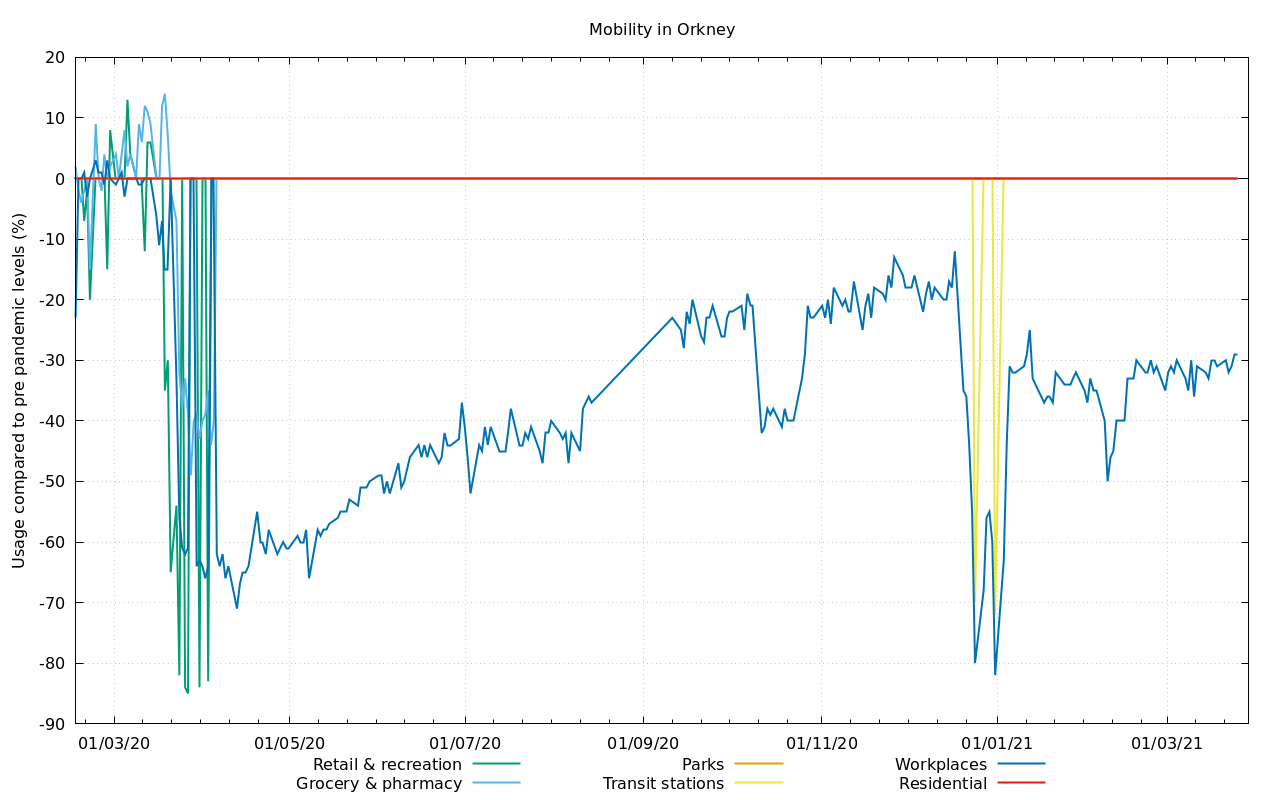 Mobility in Orkney
Usage compared to pre pandemic levels (%)
20
10
0
-10
-20
-30
-40
-50
-60
-70
-80
-90
01/03/20 01/05/20 01/07/20 01/09/20 01/11/20 01/01/21 01/03/21
Retail & recreation Parks Workplaces
Grocery & pharmacy Transit stations Residential